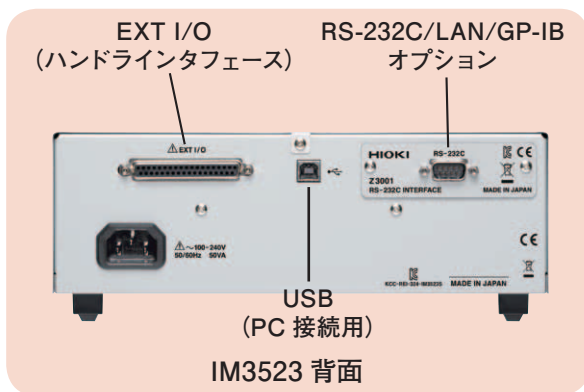 EXT I/O
（ハンドラインタフェース）
RS-232C/LAN/GP-IB
オプション
⚠EXT I/O
HIOKI
RS-232C
CE
Z3001
RS-232C INTERFACE
MADE IN JAPAN
⚠～100-240V
50/60Hz 50VA
CE
MADE IN JAPAN
USB
（PC 接続用）
IM3523 背面